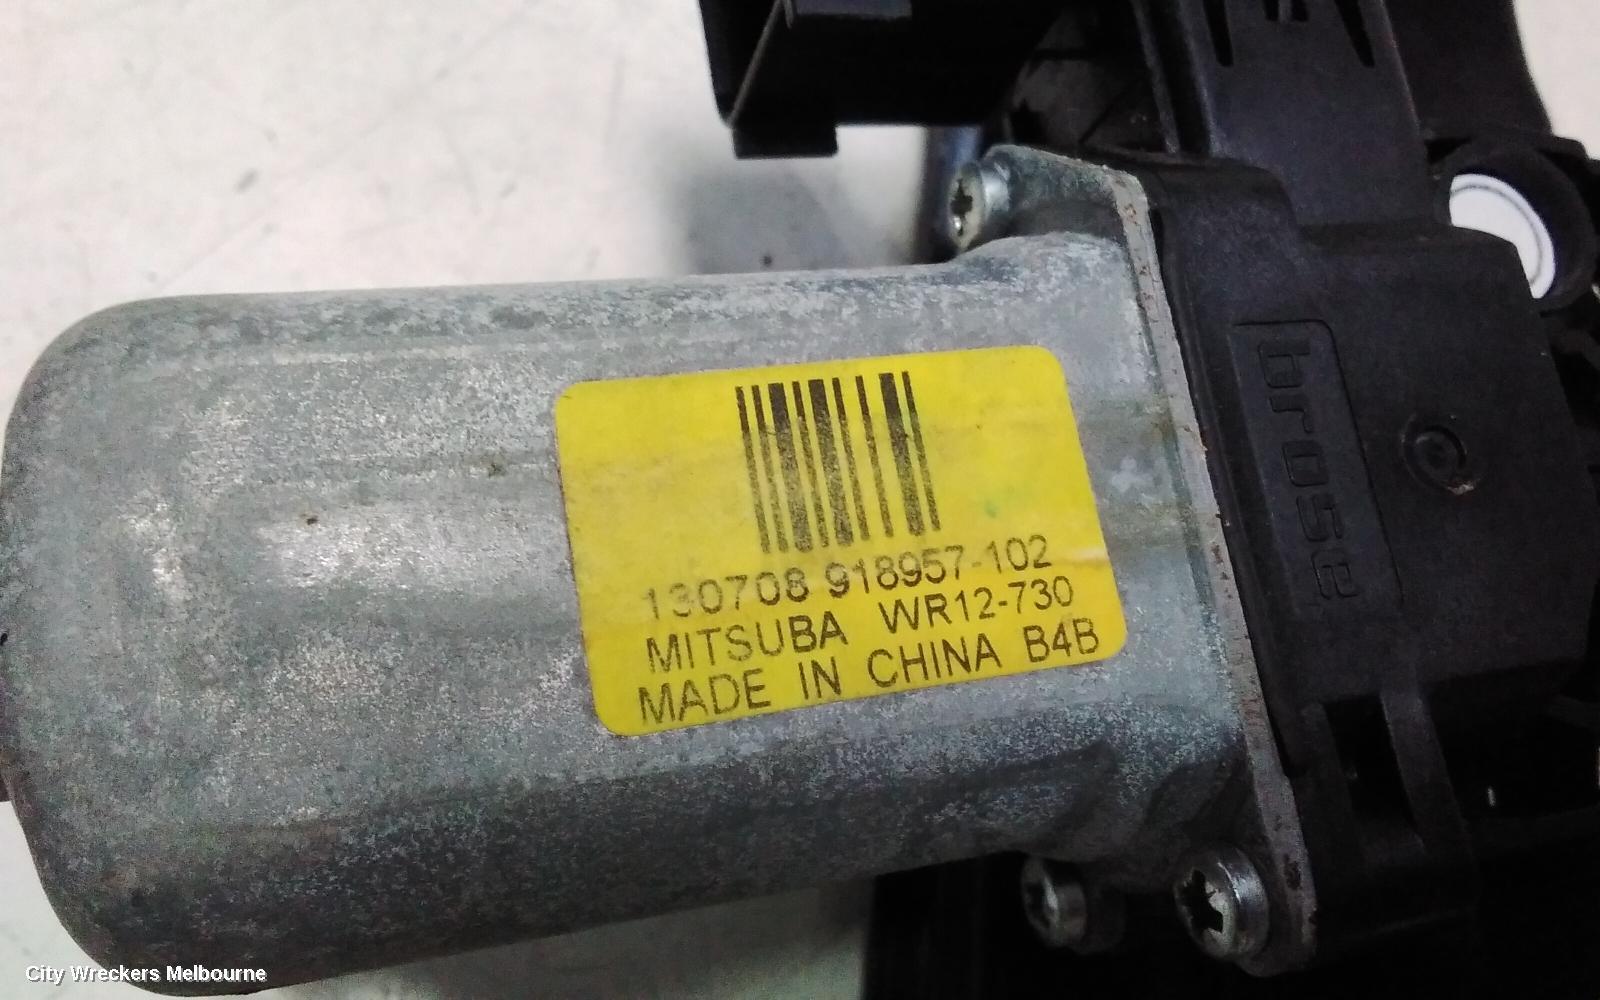 130708 918957-102
MITSUBA WR12-730
MADE IN CHINA B4B
brose
City Wreckers Melbourne